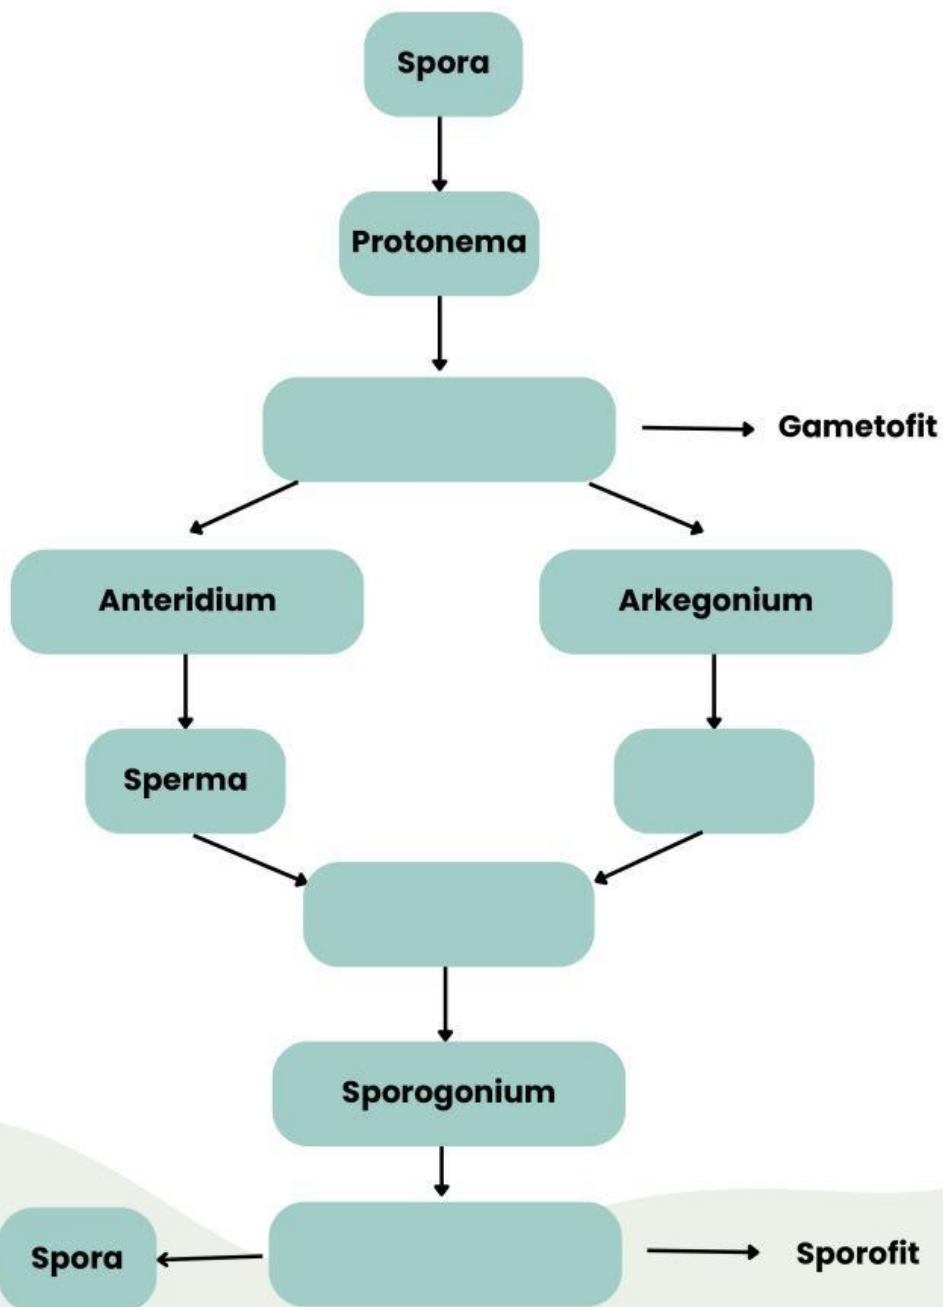 Spora
Protonema
Gametofit
Anteridium
Arkegonium
Sperma
Sporogonium
Spora
Sporofit